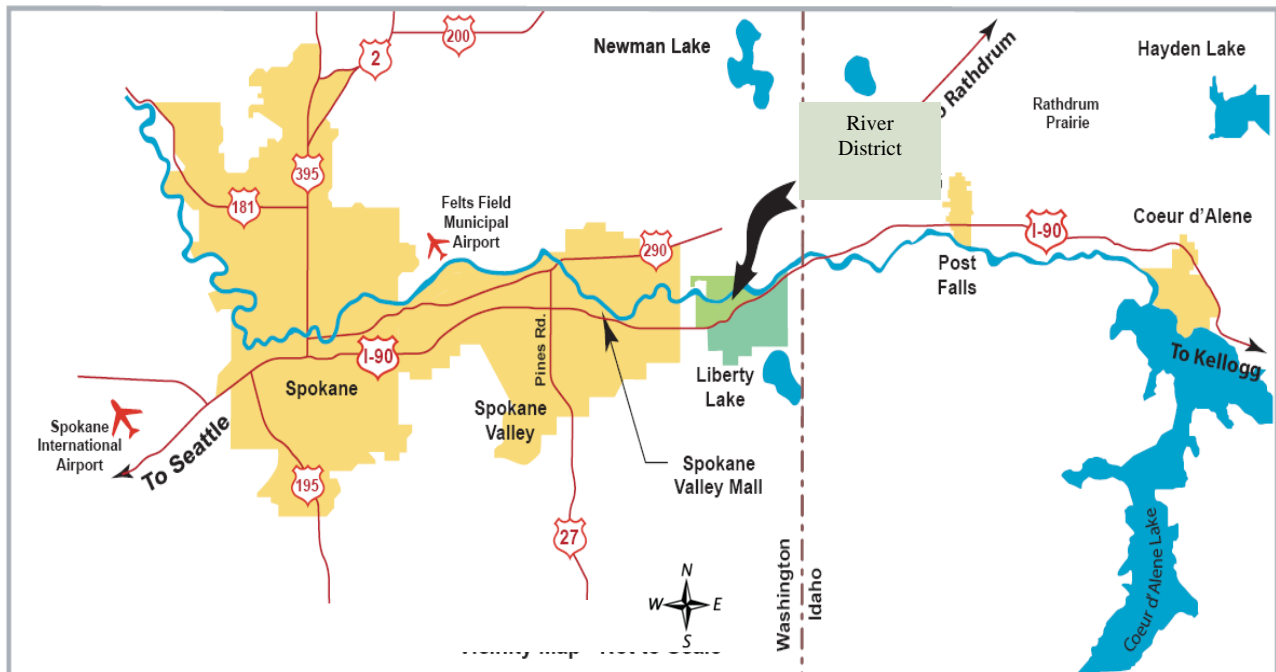 200
2
Newman Lake
To Rathdrum
Hayden Lake
Rathdrum
Prairie
River
District
395
181
Felts Field
Municipal
Airport
290
I-90
Coeur d'Alene
Post
Falls
Pines Rd.
I-90
Spokane
Spokane
Valley
Liberty
Lake
To Kellogg
Spokane
International
Airport
To Seattle
195
Spokane
Valley Mall
27
Washington
Idaho
N
W
E
S
Coeur d'Alene Lake